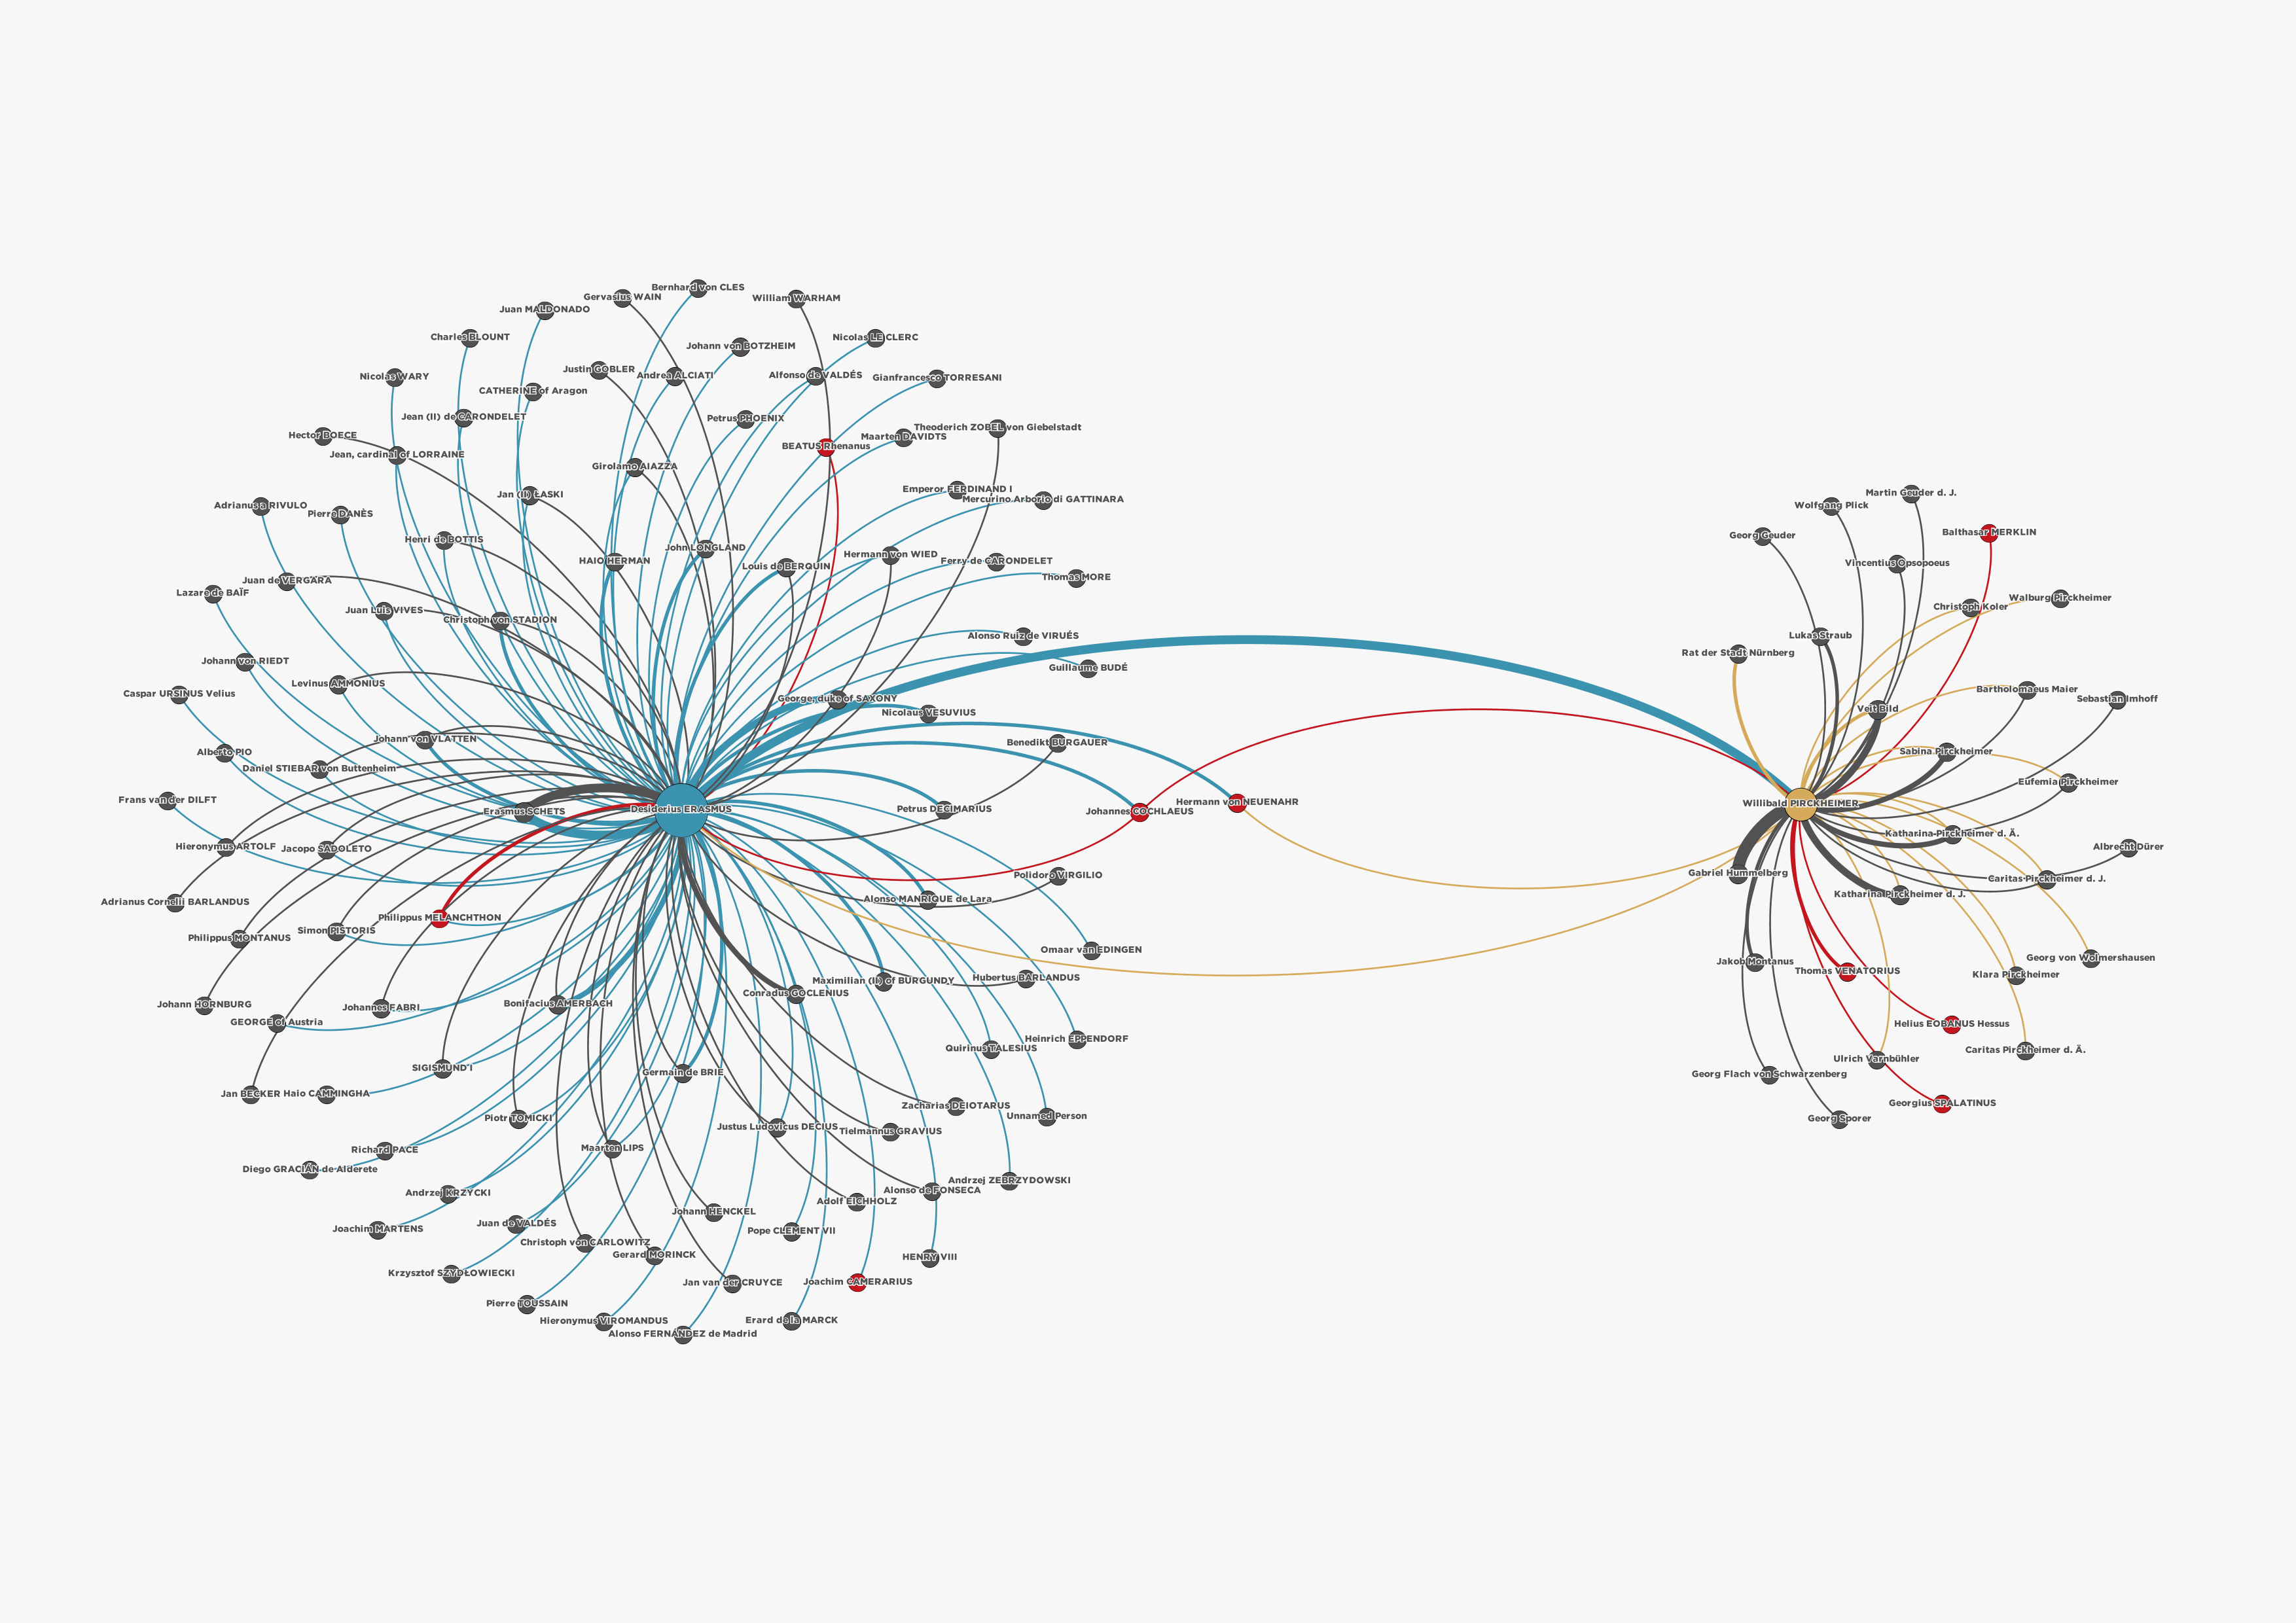 Bernhard von CLES
Gervasius WAIN
William WARHAM
Juan MALDONADO
Charles BLOUNT
Nicolas LE CLERC
Johann von BOTZHEIM
Justin GOBLER
Nicolas WARY
Andrea ALCIATI
Alfonso de VALDÉS
Gianfrancesco TORRESANI
CATHERINE of Aragon
Jean (II) de CARONDELET
Petrus PHOENIX
Theoderich ZOBEL von Giebelstadt
Hector BOECE
Maarten DAVIDTS
BEATUS Rhenanus
Jean, cardinal of LORRAINE
Girolamo AIAZZA
Emperor FERDINAND I
Martin Geuder d. J.
Jan (II) ŁASKI
Mercurino Arborio di GATTINARA
Adrianus a RIVULO
Wolfgang Plick
Pierre DANÈS
Balthasar MERKLIN
Georg Geuder
Henri de BOTTIS
John LONGLAND
Hermann von WIED
HAIO HERMAN
Ferry de CARONDELET
Vincentius Opsopoeus
Louis de BERQUIN
Thomas MORE
Juan de VERGARA
Lazare de BAÏF
Walburg Pirckheimer
Christoph Koler
Juan Luis VIVES
Christoph von STADION
Alonso Ruiz de VIRUÉS
Lukas Straub
Rat der Stadt Nürnberg
Johann von RIEDT
Guillaume BUDÉ
Levinus AMMONIUS
Bartholomaeus Maier
Caspar URSINUS Velius
George, duke of SAXONY
Sebastian Imhoff
Veit Bild
Nicolaus VESUVIUS
Johann von VLATTEN
Benedikt BURGAUER
Alberto PIO
Sabina Pirckheimer
Daniel STIEBAR von Buttenheim
Eufemia Pirckheimer
Frans van der DILFT
Hermann von NEUENAHR
Willibald PIRCKHEIMER
Erasmus SCHETS
Desiderius ERASMUS
Petrus DECIMARIUS
Johannes COCHLAEUS
Katharina Pirckheimer d. Ä.
Hieronymus ARTOLF
Jacopo SADOLETO
Albrecht Dürer
Gabriel Hummelberg
Polidoro VIRGILIO
Caritas Pirckheimer d. J.
Katharina Pirckheimer d. J.
Adrianus Cornelii BARLANDUS
Alonso MANRIQUE de Lara
Philippus MELANCHTHON
Simon PISTORIS
Philippus MONTANUS
Omaar van EDINGEN
Georg von Wolmershausen
Jakob Montanus
Thomas VENATORIUS
Klara Pirckheimer
Maximilian (II) of BURGUNDY
Hubertus BARLANDUS
Conradus GOCLENIUS
Johann HORNBURG
Johannes FABRI
Bonifacius AMERBACH
GEORGE of Austria
Helius EOBANUS Hessus
Heinrich EPPENDORF
Quirinus TALESIUS
Caritas Pirckheimer d. Ä.
Ulrich Varnbühler
SIGISMUND I
Germain de BRIE
Georg Flach von Schwarzenberg
Jan BECKER
Haio CAMMINGHA
Georgius SPALATINUS
Zacharias DEIOTARUS
Unnamed Person
Piotr TOMICKI
Georg Sporer
Justus Ludovicus DECIUS
Tielmannus GRAVIUS
Maarten LIPS
Richard PACE
Diego GRACIÁN de Alderete
Andrzej ZEBRZYDOWSKI
Andrzej KRZYCKI
Alonso de FONSECA
Adolf EICHHOLZ
Johann HENCKEL
Joachim MARTENS
Juan de VALDÉS
Pope CLEMENT VII
Christoph von CARLOWITZ
Gerard MORINCK
HENRY VIII
Krzysztof SZYDŁOWIECKI
Jan van der CRUYCE
Joachim CAMERARIUS
Pierre TOUSSAIN
Hieronymus VIROMANDUS
Erard de la MARCK
Alonso FERNÁNDEZ de Madrid